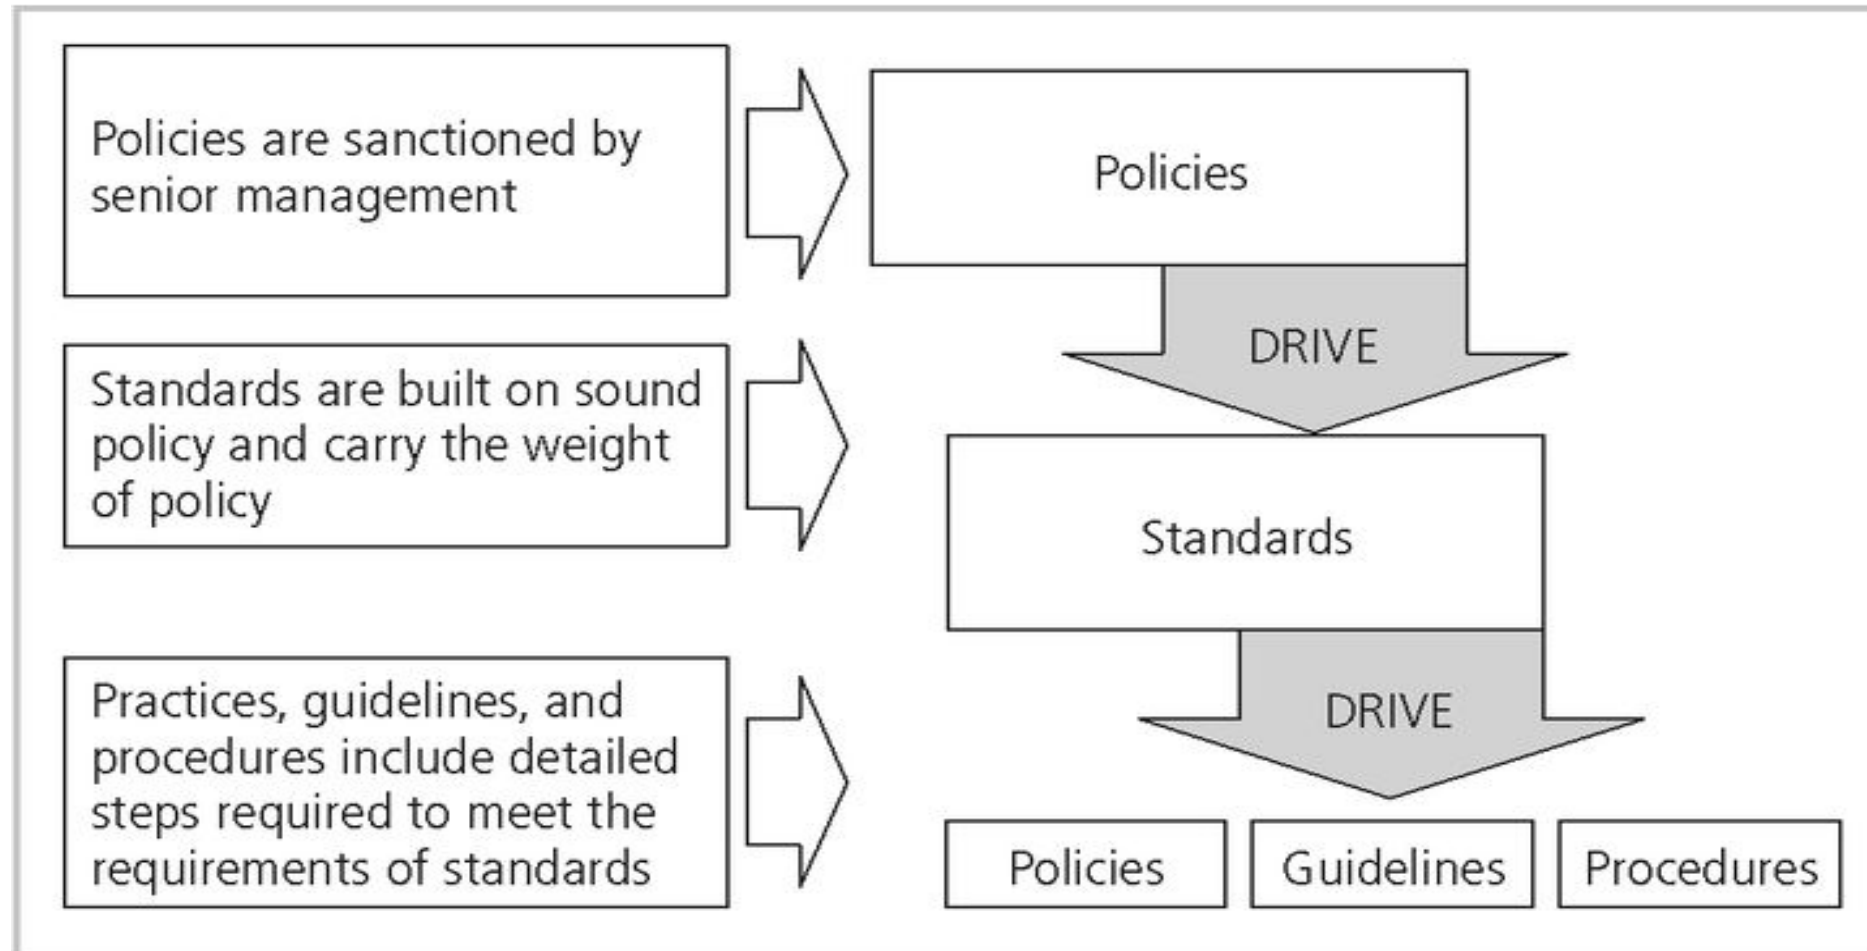 Policies are sanctioned by
senior management
Policies
DRIVE
Standards are built on sound
policy and carry the weight
of policy
Standards
DRIVE
Practices, guidelines, and
procedures include detailed
steps required to meet the
requirements of standards
Policies
Guidelines
Procedures